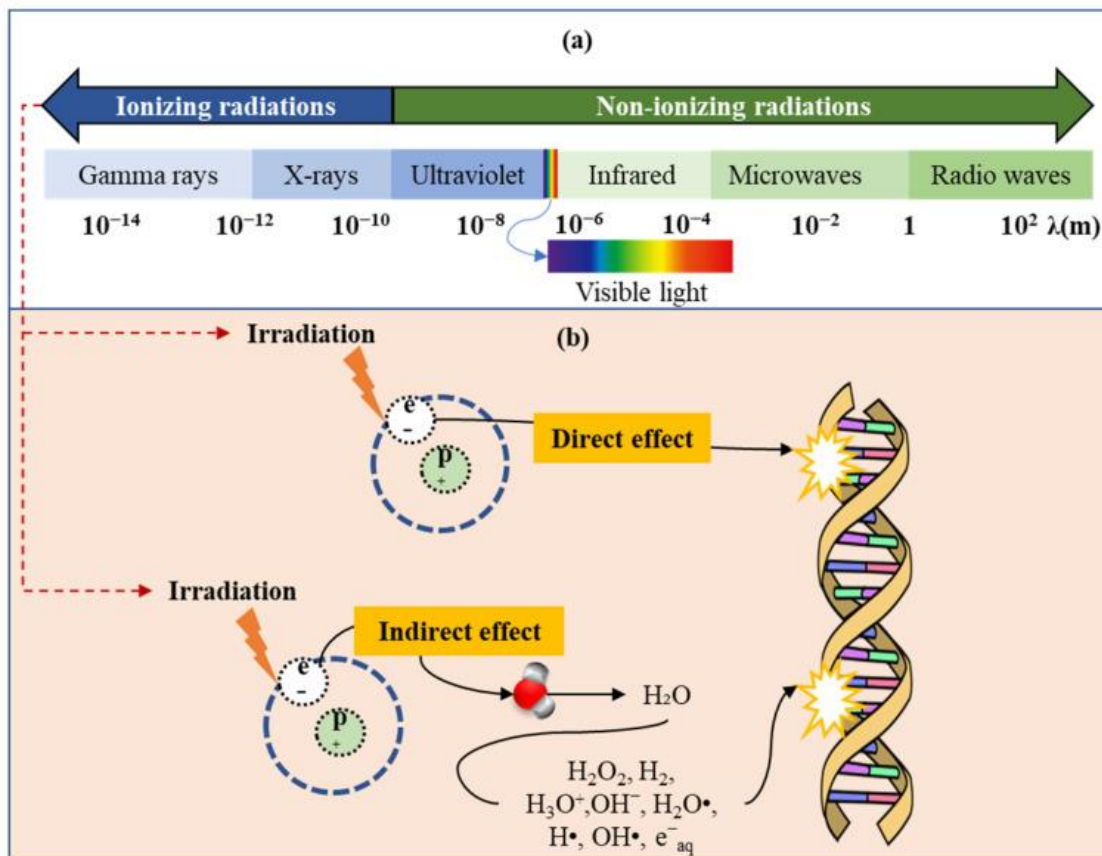 (a)
Ionizing radiations Non-ionizing radiations
Gamma rays X-rays Ultraviolet Infrared Microwaves Radio waves
10⁻¹⁴ 10⁻¹² 10⁻¹⁰ 10⁻⁸ 10⁻⁶ 10⁻⁴ 10⁻² 1 10² λ(m)
Visible light
(b)
Irradiation
e
−
p
+
Direct effect
Irradiation
e
−
p
+
Indirect effect
H₂O
H₂O₂, H₂,
H₃O⁺,OH⁻, H₂O•,
H•, OH•, e⁻aq